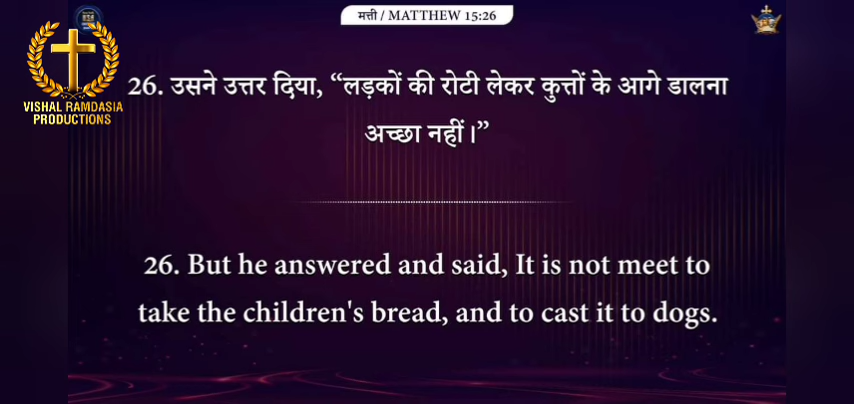 मत्ती / MATTHEW 15:26
VISHAL RAMDASIA
PRODUCTIONS
26. उसने उत्तर दिया, “लड़कों की रोटी लेकर कुत्तों के आगे डालना
अच्छा नहीं।”
26. But he answered and said, It is not meet to
take the children's bread, and to cast it to dogs.